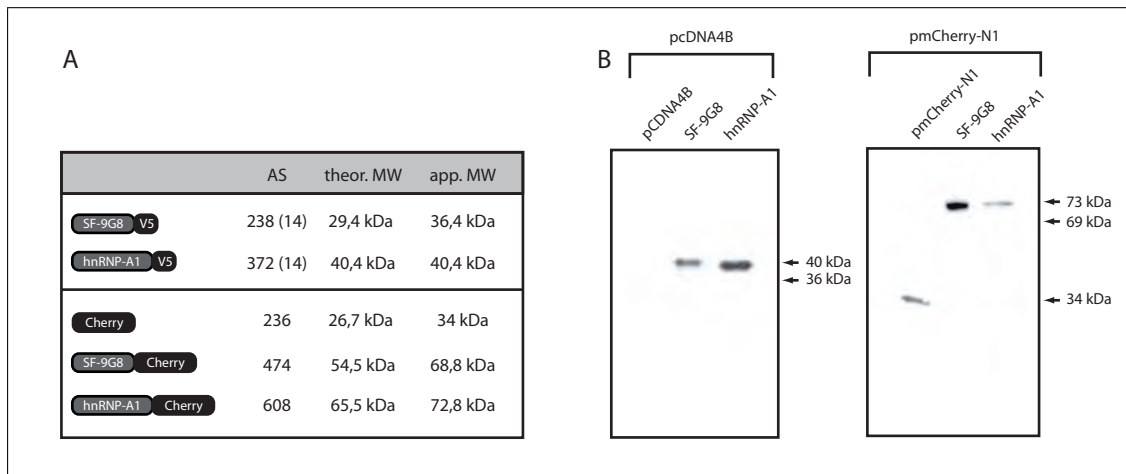 A
AS theor. MW app. MW
SF-9G8 V5 238 (14) 29,4 kDa 36,4 kDa
hnRNP-A1 V5 372 (14) 40,4 kDa 40,4 kDa
Cherry 236 26,7 kDa 34 kDa
SF-9G8 Cherry 474 54,5 kDa 68,8 kDa
hnRNP-A1 Cherry 608 65,5 kDa 72,8 kDa
B
pcDNA4B
pCDNA4B
SF-9G8
hnRNP-A1
40 kDa
36 kDa
pmCherry-N1
pmCherry-N1
SF-9G8
hnRNP-A1
73 kDa
69 kDa
34 kDa